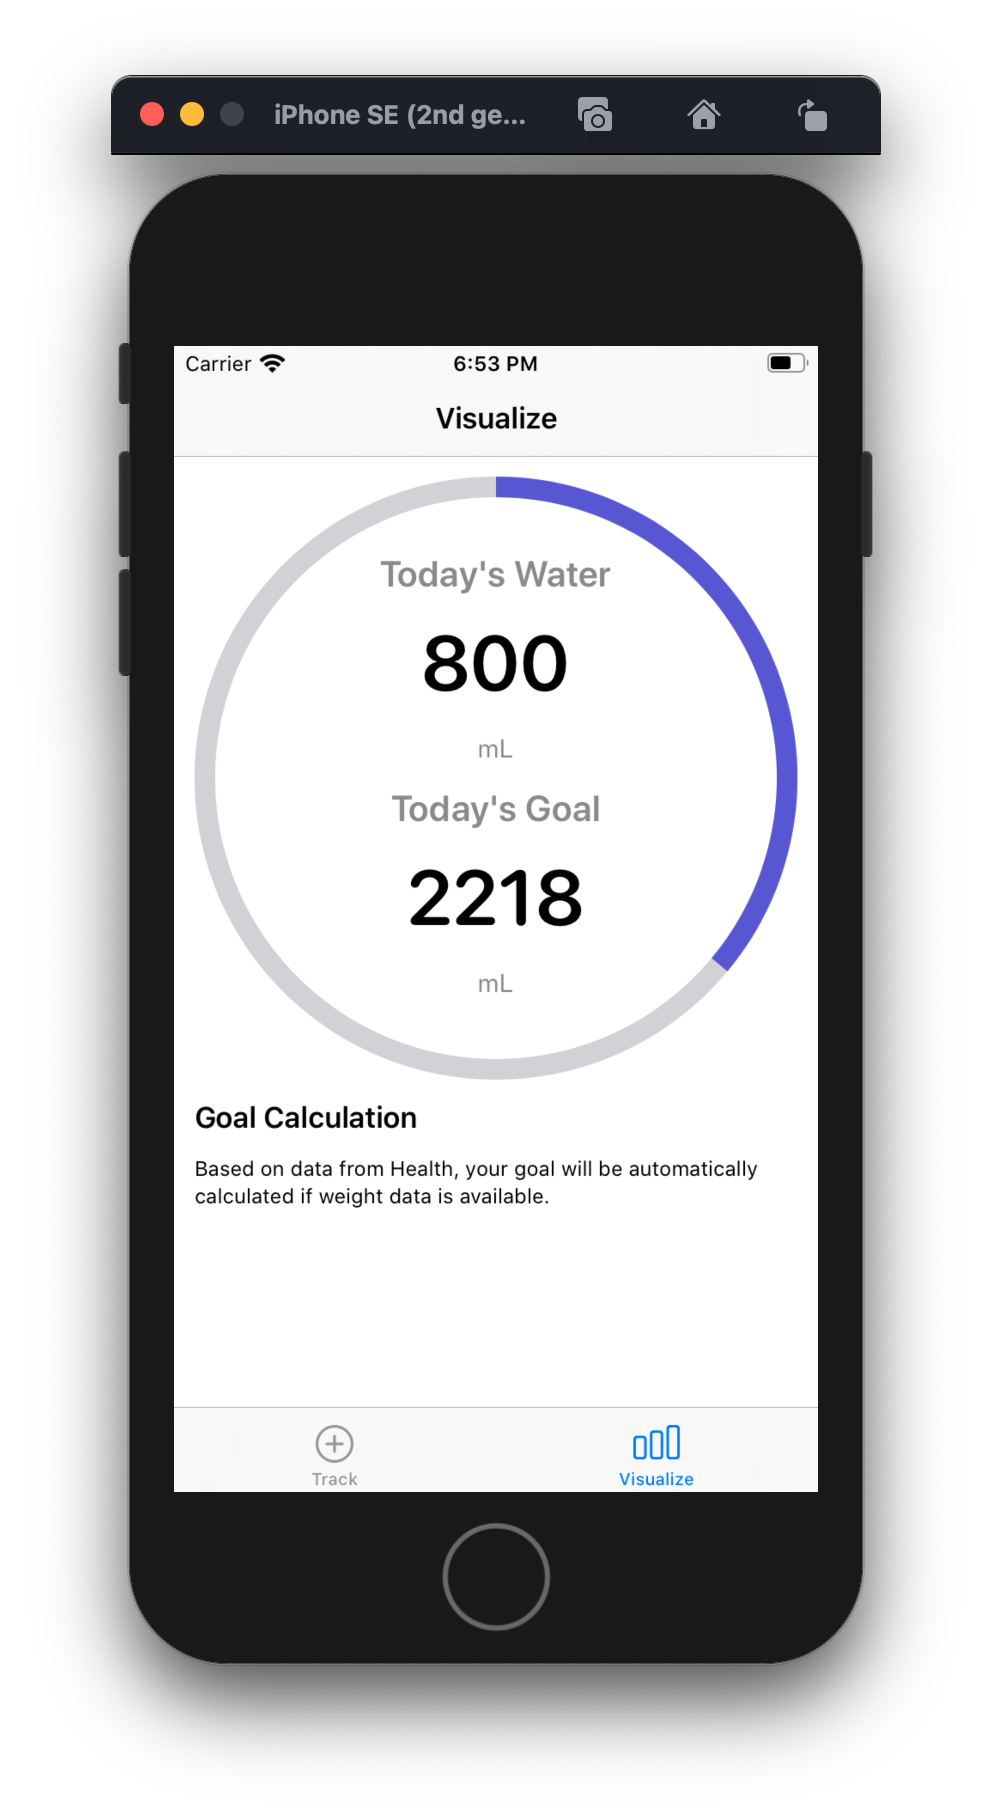 iPhone SE (2nd ge...
Carrier 6:53 PM
Visualize
Today's Water
800
mL
Today's Goal
2218
mL
Goal Calculation
Based on data from Health, your goal will be automatically
calculated if weight data is available.
Track Visualize